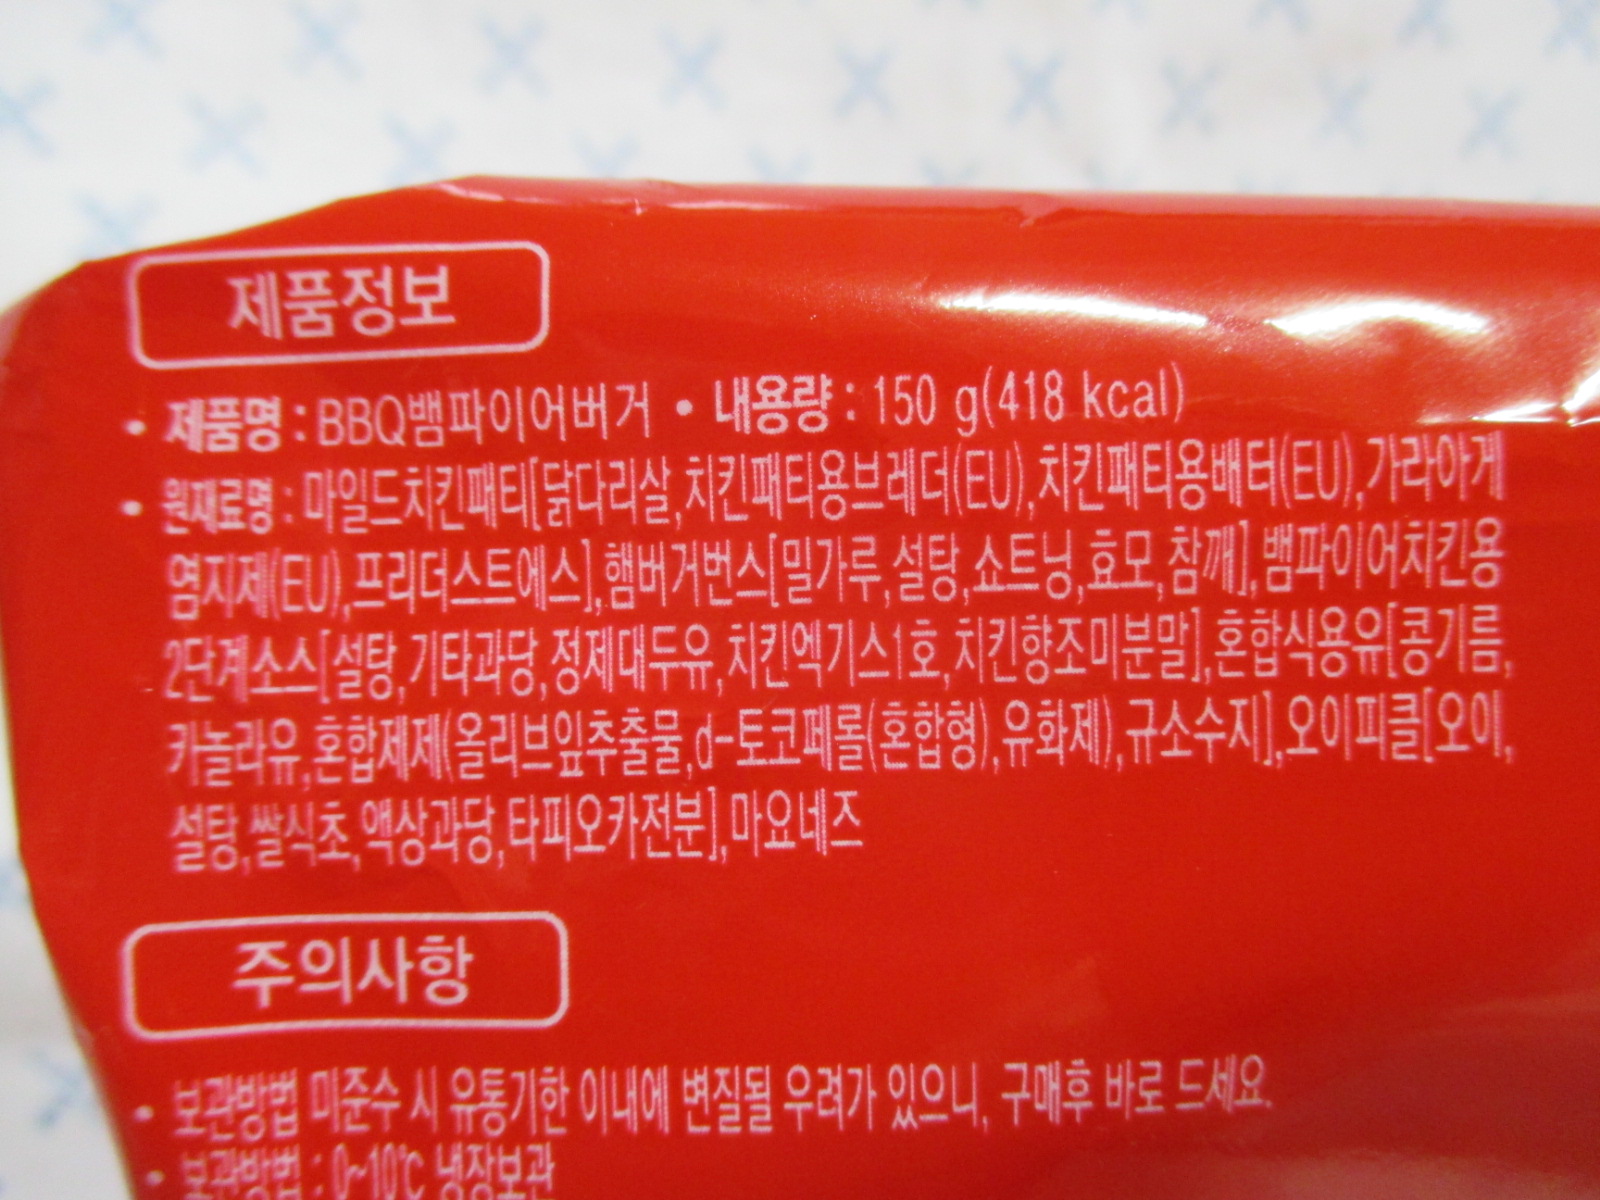 제품정보
• 제품명 : BBQ뱀파이어버거 • 내용량 : 150 g(418 kcal)
• 원재료명 : 마일드치킨패티[닭다리살,치킨패티용브레더(EU),치킨패티용배터(EU),가라아게
염지제(EU),프리더스트에스],햄버거번스[밀가루,설탕,쇼트닝,효모,참깨],뱀파이어치킨용
2단계소스[설탕,기타과당,정제대두유,치킨엑기스1호,치킨향조미분말],혼합식용유[콩기름,
카놀라유,혼합제제(올리브잎추출물,d-토코페롤(혼합형),유화제),규소수지],오이피클[오이,
설탕,쌀식초,액상과당,타피오카전분],마요네즈
주의사항
• 보관방법 미준수 시 유통기한 이내에 변질될 우려가 있으니, 구매후 바로 드세요.
• 보관방법 : 0~10℃ 냉장보관